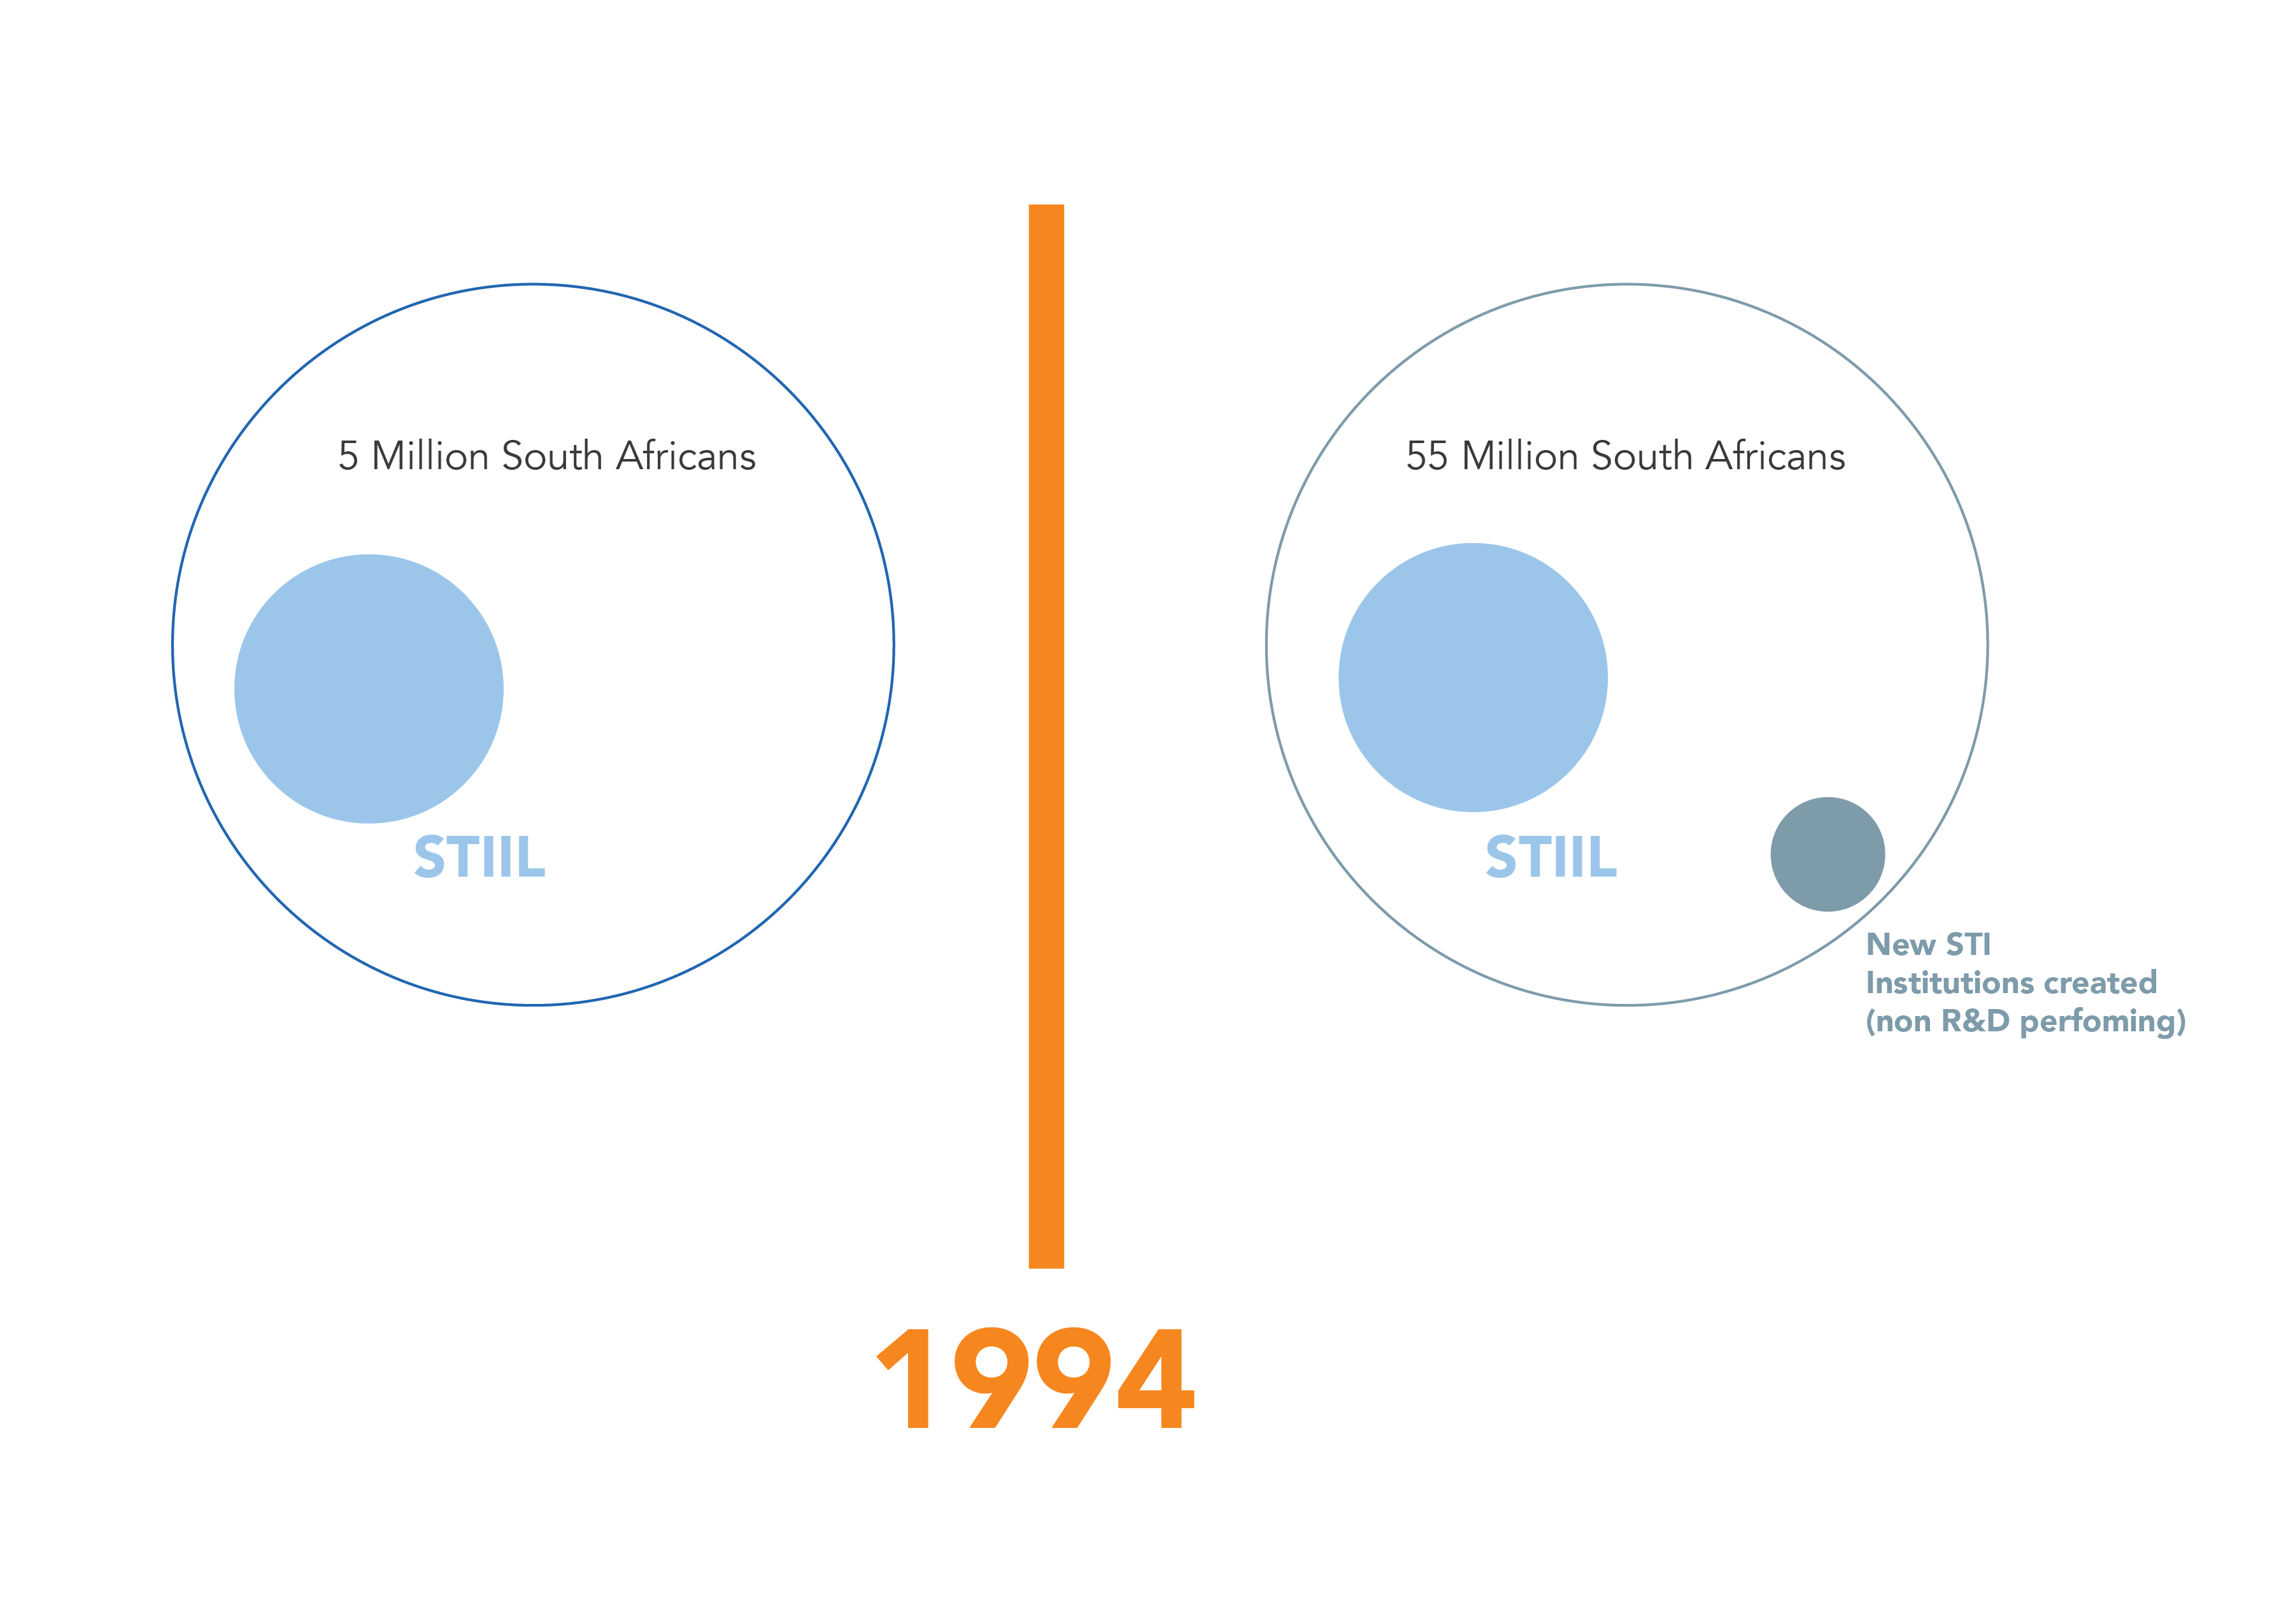 5 Million South Africans
STIIL
55 Million South Africans
STIIL
New STI
Institutions created
(non R&D perfoming)
1994